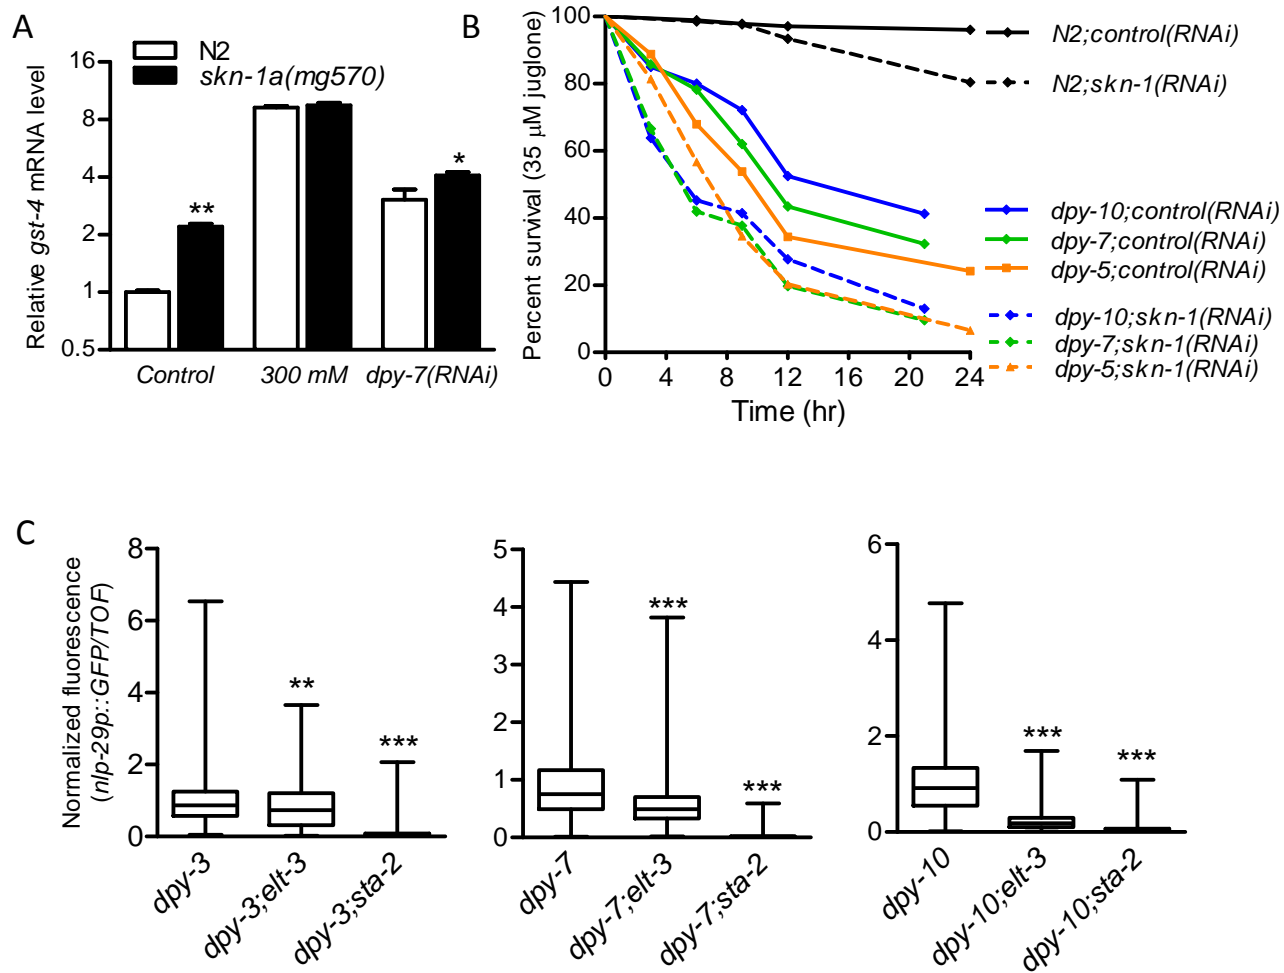 A
N2
skn-1a(mg570)
Relative gst-4 mRNA level
16
8
4
2
1
0.5
**
*
Control
300 mM
dpy-7(RNAi)
B
Percent survival (35 µM juglone)
100
80
60
40
20
0
0
4
8
12
16
20
24
Time (hr)
N2;control(RNAi)
N2;skn-1(RNAi)
dpy-10;control(RNAi)
dpy-7;control(RNAi)
dpy-5;control(RNAi)
dpy-10;skn-1(RNAi)
dpy-7;skn-1(RNAi)
dpy-5;skn-1(RNAi)
C
Normalized fluorescence
(nlp-29p::GFP/TOF)
8
6
4
2
0
**
***
dpy-3
dpy-3;elt-3
dpy-3;sta-2
5
4
3
2
1
0
***
***
dpy-7
dpy-7;elt-3
dpy-7;sta-2
6
4
2
0
***
***
dpy-10
dpy-10;elt-3
dpy-10;sta-2